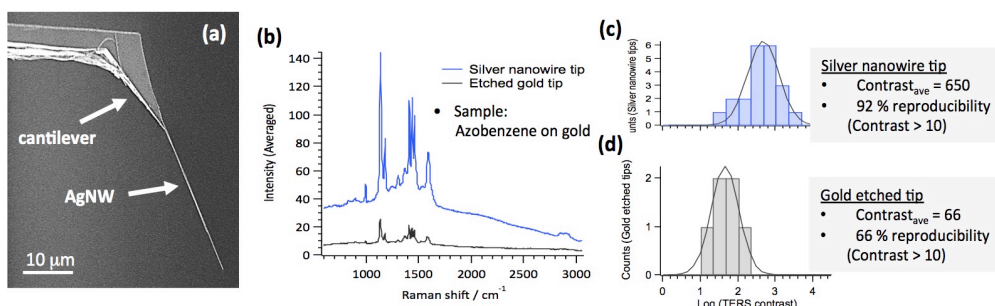 (a)
cantilever
AgNW
10 μm
(b)
Intensity (Averaged)
140
120
100
80
60
40
20
0
Silver nanowire tip
Etched gold tip
• Sample:
Azobenzene on gold
1000
1500
2000
2500
3000
Raman shift / cm⁻¹
(c)
unts (Silver nanowire tips)
6
5
4
3
2
1
0
Silver nanowire tip
• Contrastave = 650
• 92 % reproducibility
(Contrast > 10)
(d)
Counts (Gold etched tips)
2
1
0
0
1
2
3
4
Log (TERS contrast)
Gold etched tip
• Contrastave = 66
• 66 % reproducibility
(Contrast > 10)